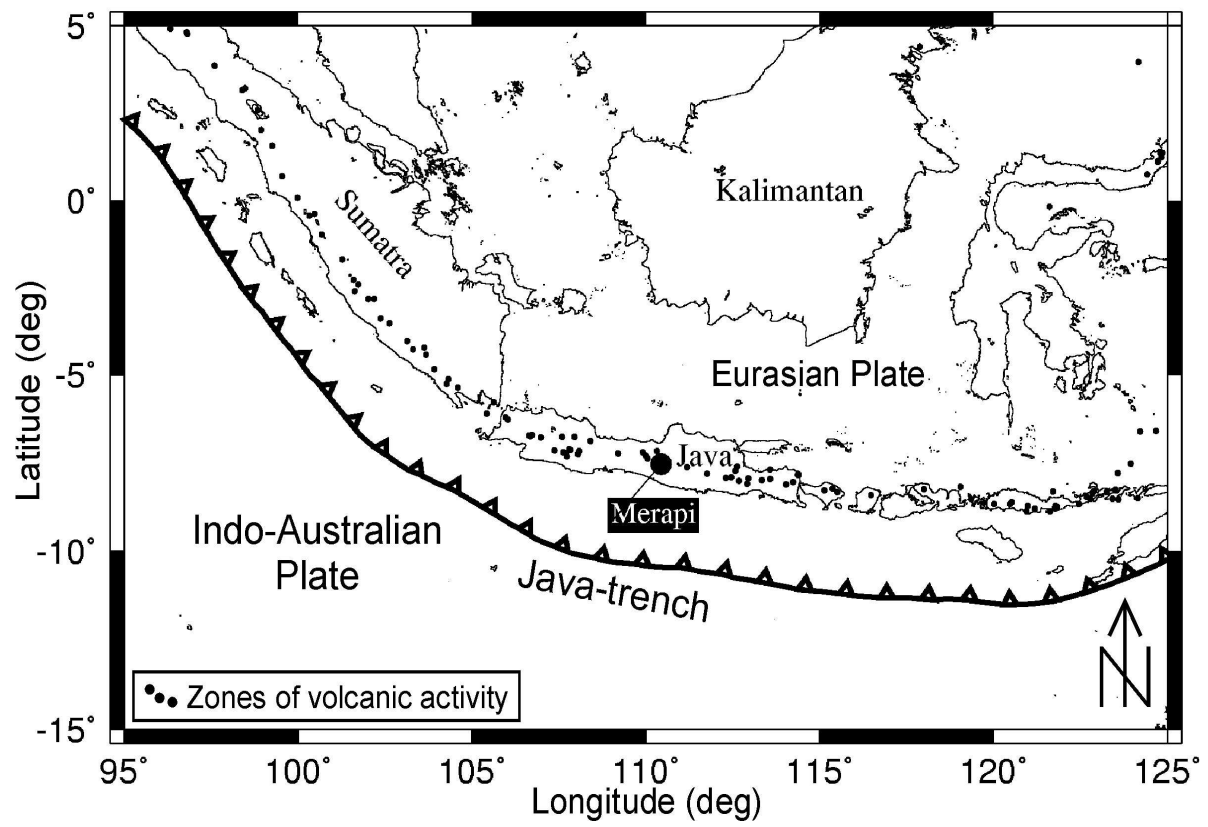 5°
0°
-5°
-10°
-15°
Latitude (deg)
Sumatra
Kalimantan
Eurasian Plate
Java
Merapi
Indo-Australian
Plate
Java-trench
N
Zones of volcanic activity
95°
100°
105°
110°
115°
120°
125°
Longitude (deg)